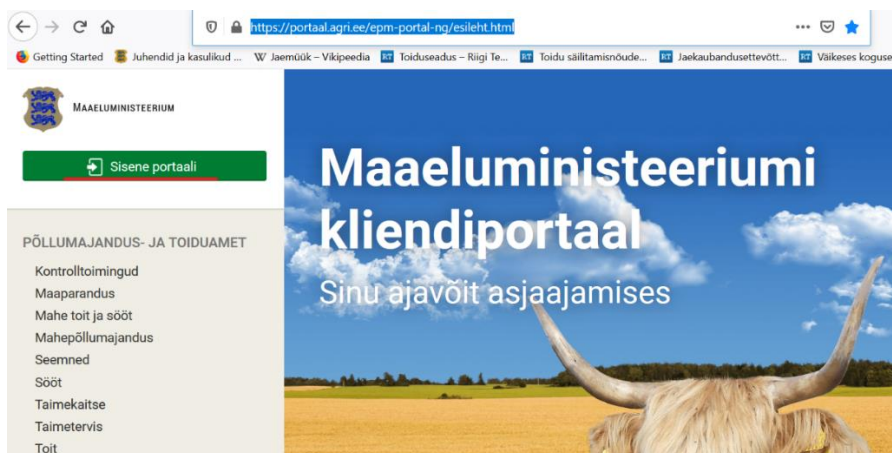 https://portaal.agri.ee/epm-portal-ng/esileht.html
Getting Started Juhendid ja kasulikud ... Jaemüük – Vikipeedia Toiduseadus – Riigi Te... Toidu säilitamisnõude... Jaekaubandusettevõtt... Väikeses koguse
MAAELUMINISTEERIUM
Sisene portaali
Maaeluministeeriumi
kliendiportaal
Sinu ajavõit asjaajamises
PÕLLUMAJANDUS- JA TOIDUAMET
Kontrolltoimingud
Maaparandus
Mahe toit ja sööt
Mahepõllumajandus
Seemned
Sööt
Taimekaitse
Taimetervis
Toit